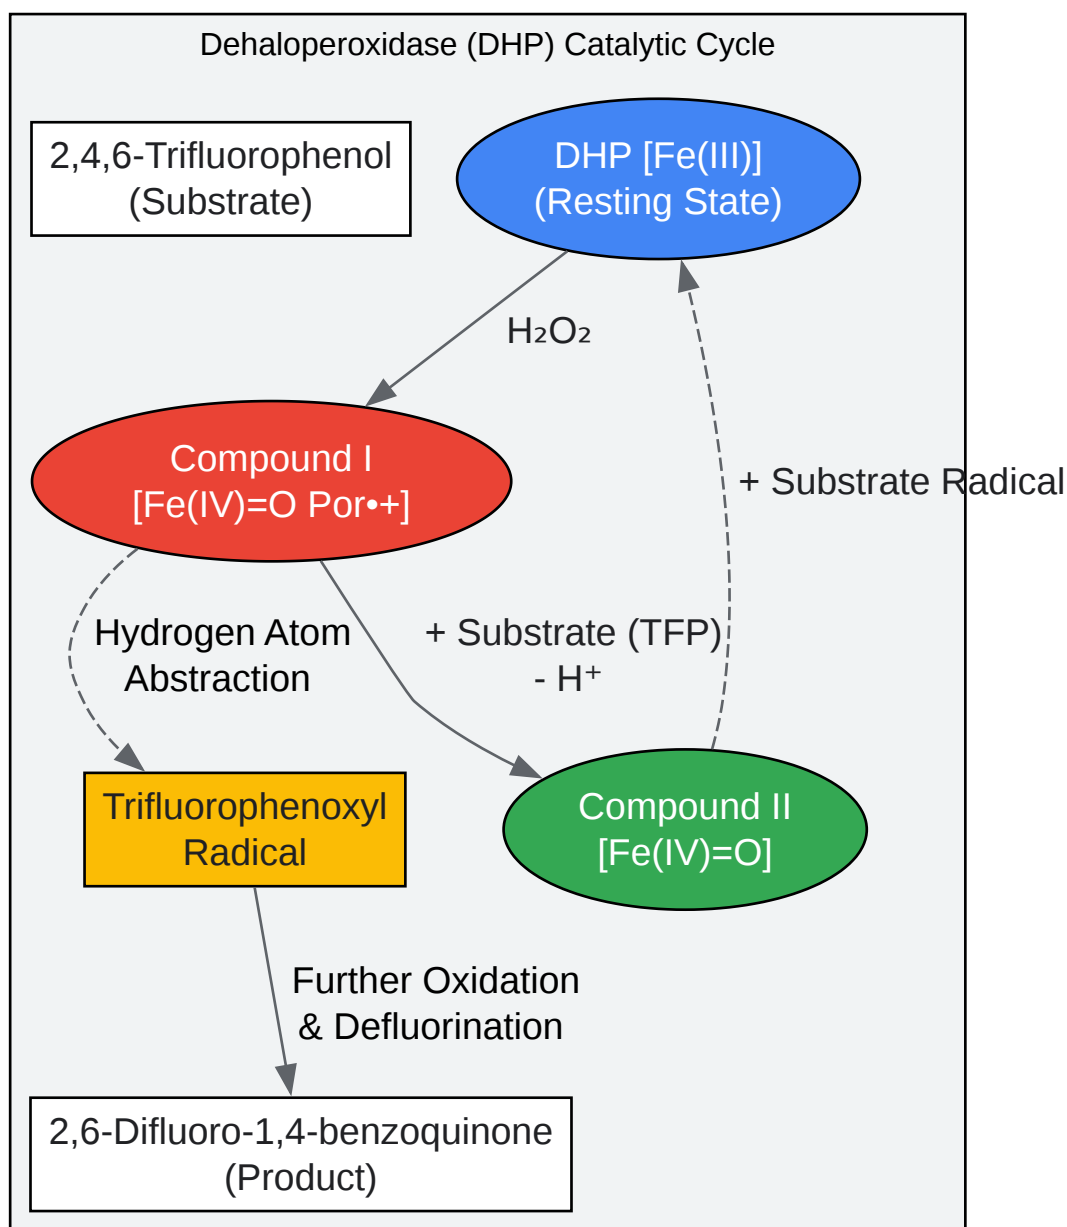 Dehaloperoxidase (DHP) Catalytic Cycle
2,4,6-Trifluorophenol
(Substrate)
DHP [Fe(III)]
(Resting State)
H₂O₂
Compound I
[Fe(IV)=O Por•+]
+ Substrate Radical
Hydrogen Atom
Abstraction
+ Substrate (TFP)
- H⁺
Trifluorophenoxyl
Radical
Compound II
[Fe(IV)=O]
Further Oxidation
& Defluorination
2,6-Difluoro-1,4-benzoquinone
(Product)